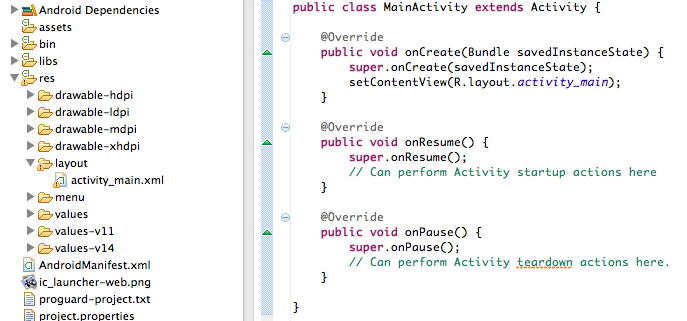 Android Dependencies
assets
bin
libs
res
drawable-hdpi
drawable-ldpi
drawable-mdpi
drawable-xhdpi
layout
activity_main.xml
menu
values
values-v11
values-v14
AndroidManifest.xml
ic_launcher-web.png
proguard-project.txt
project.properties
public class MainActivity extends Activity {
@Override
public void onCreate(Bundle savedInstanceState) {
super.onCreate(savedInstanceState);
setContentView(R.layout.activity_main);
}
@Override
public void onResume() {
super.onResume();
// Can perform Activity startup actions here
}
@Override
public void onPause() {
super.onPause();
// Can perform Activity teardown actions here.
}
}